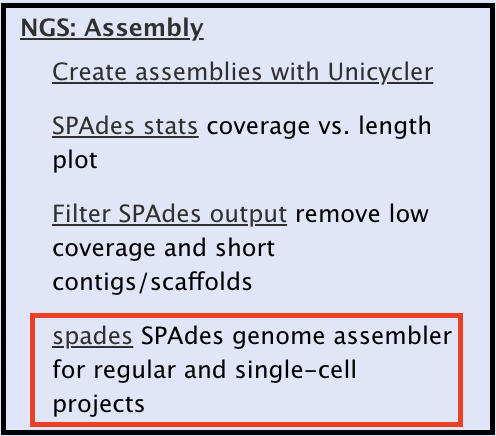 NGS: Assembly
Create assemblies with Unicycler
SPAdes stats coverage vs. length
plot
Filter SPAdes output remove low
coverage and short
contigs/scaffolds
spades SPAdes genome assembler
for regular and single-cell
projects